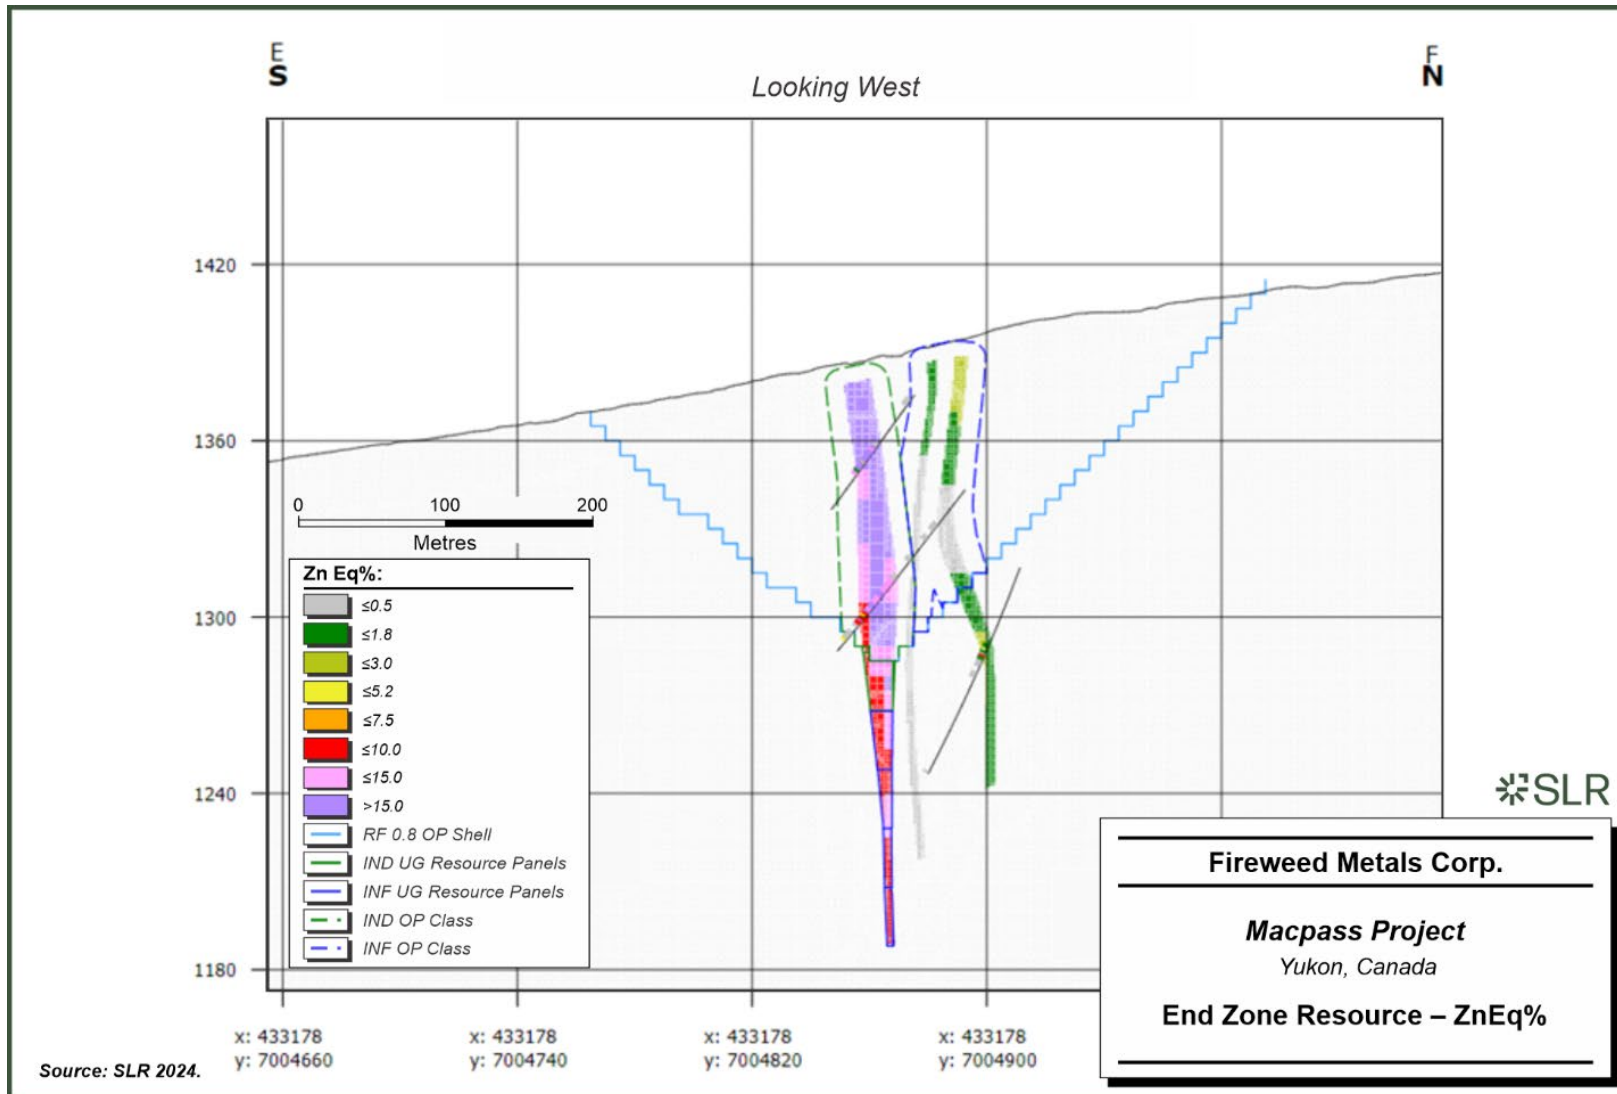 E
S
F
N
Looking West
1420
1360
1300
1240
1180
0 100 200
Metres
Zn Eq%:
≤0.5
≤1.8
≤3.0
≤5.2
≤7.5
≤10.0
≤15.0
>15.0
RF 0.8 OP Shell
IND UG Resource Panels
INF UG Resource Panels
IND OP Class
INF OP Class
x: 433178
y: 7004660
x: 433178
y: 7004740
x: 433178
y: 7004820
x: 433178
y: 7004900
SLR
Fireweed Metals Corp.
Macpass Project
Yukon, Canada
End Zone Resource – ZnEq%
Source: SLR 2024.